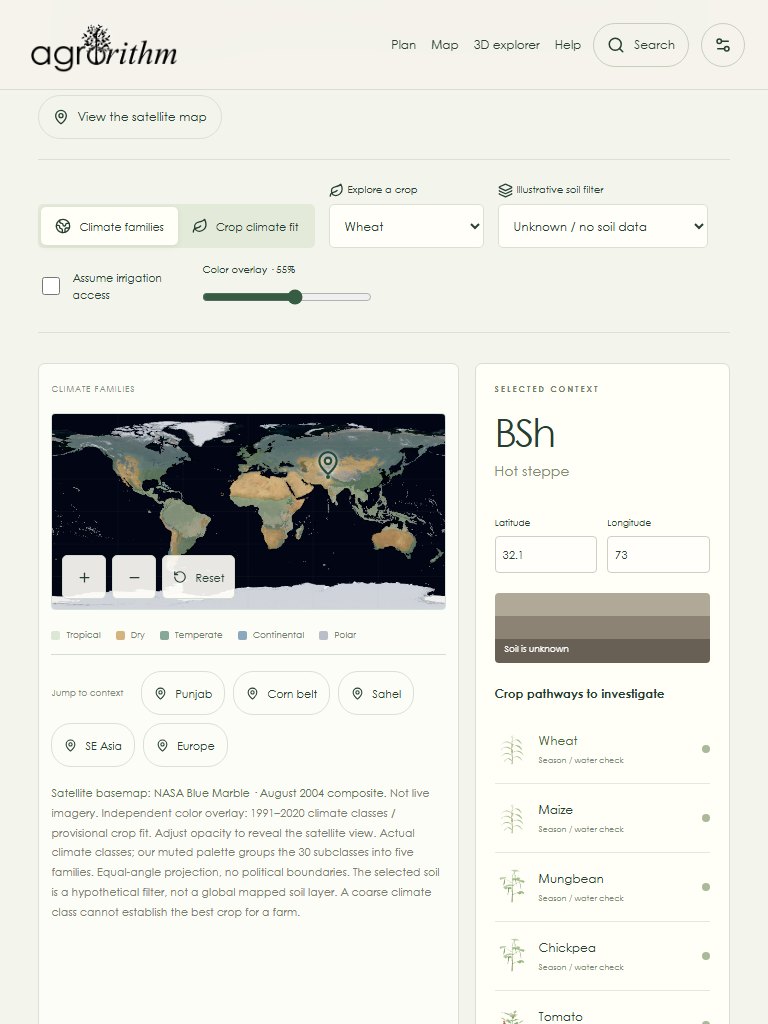 agrorithm
Plan
Map
3D explorer
Help
Search
View the satellite map
Climate families
Crop climate fit
Explore a crop
Wheat
Illustrative soil filter
Unknown / no soil data
Assume irrigation
access
Color overlay · 55%
CLIMATE FAMILIES
+
−
Reset
Tropical
Dry
Temperate
Continental
Polar
Jump to context
Punjab
Corn belt
Sahel
SE Asia
Europe
Satellite basemap: NASA Blue Marble · August 2004 composite. Not live
imagery. Independent color overlay: 1991–2020 climate classes /
provisional crop fit. Adjust opacity to reveal the satellite view. Actual
climate classes; our muted palette groups the 30 subclasses into five
families. Equal-angle projection, no political boundaries. The selected soil
is a hypothetical filter, not a global mapped soil layer. A coarse climate
class cannot establish the best crop for a farm.
SELECTED CONTEXT
BSh
Hot steppe
Latitude
Longitude
32.1
73
Soil is unknown
Crop pathways to investigate
Wheat
Season / water check
Maize
Season / water check
Mungbean
Season / water check
Chickpea
Season / water check
Tomato